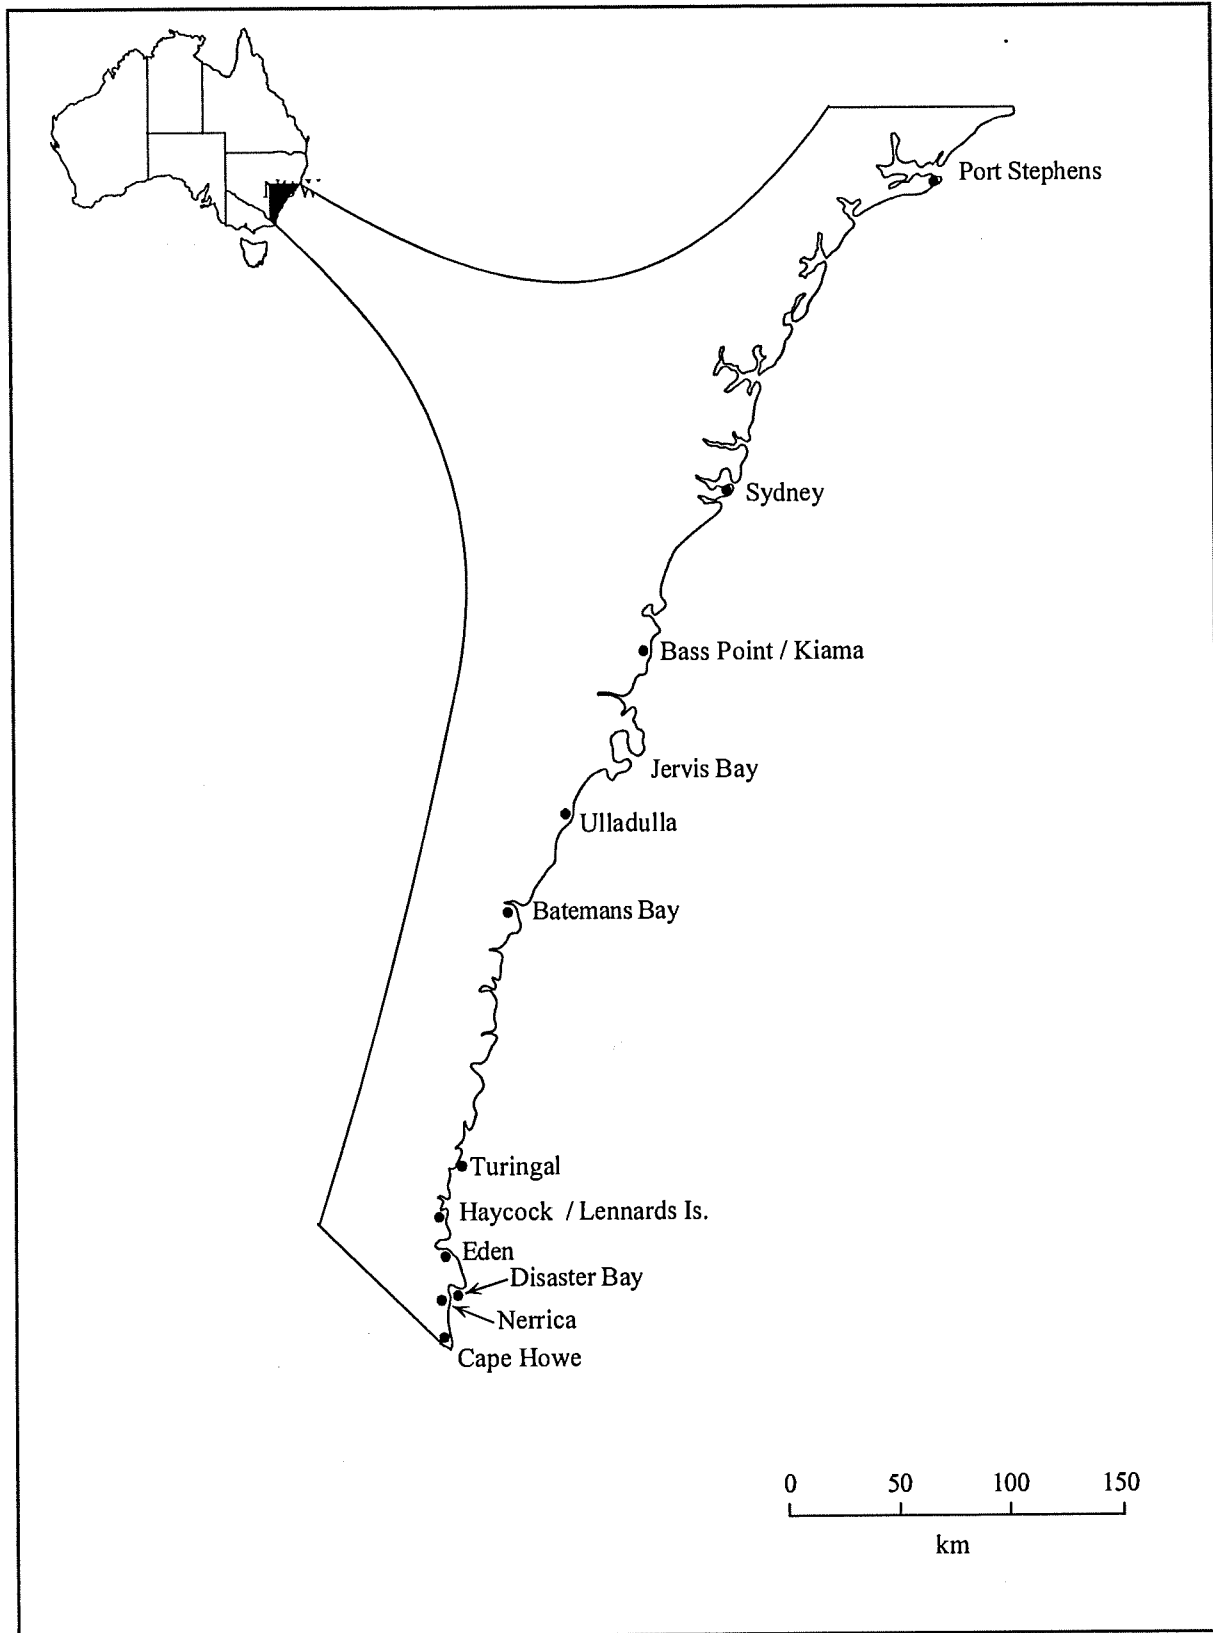 NSW
Port Stephens
Sydney
Bass Point / Kiama
Jervis Bay
Ulladulla
Batemans Bay
Turingal
Haycock / Lennards Is.
Eden
Disaster Bay
Nerrica
Cape Howe
0 50 100 150
km